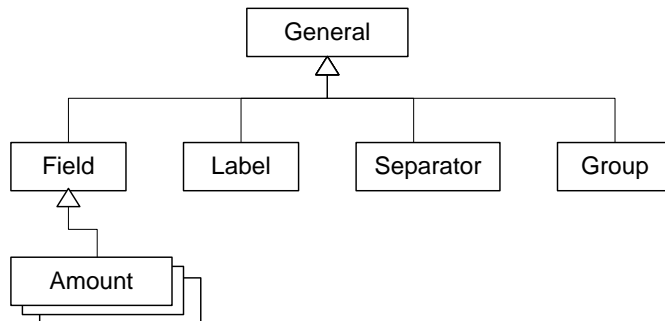 General
Field
Label
Separator
Group
Amount